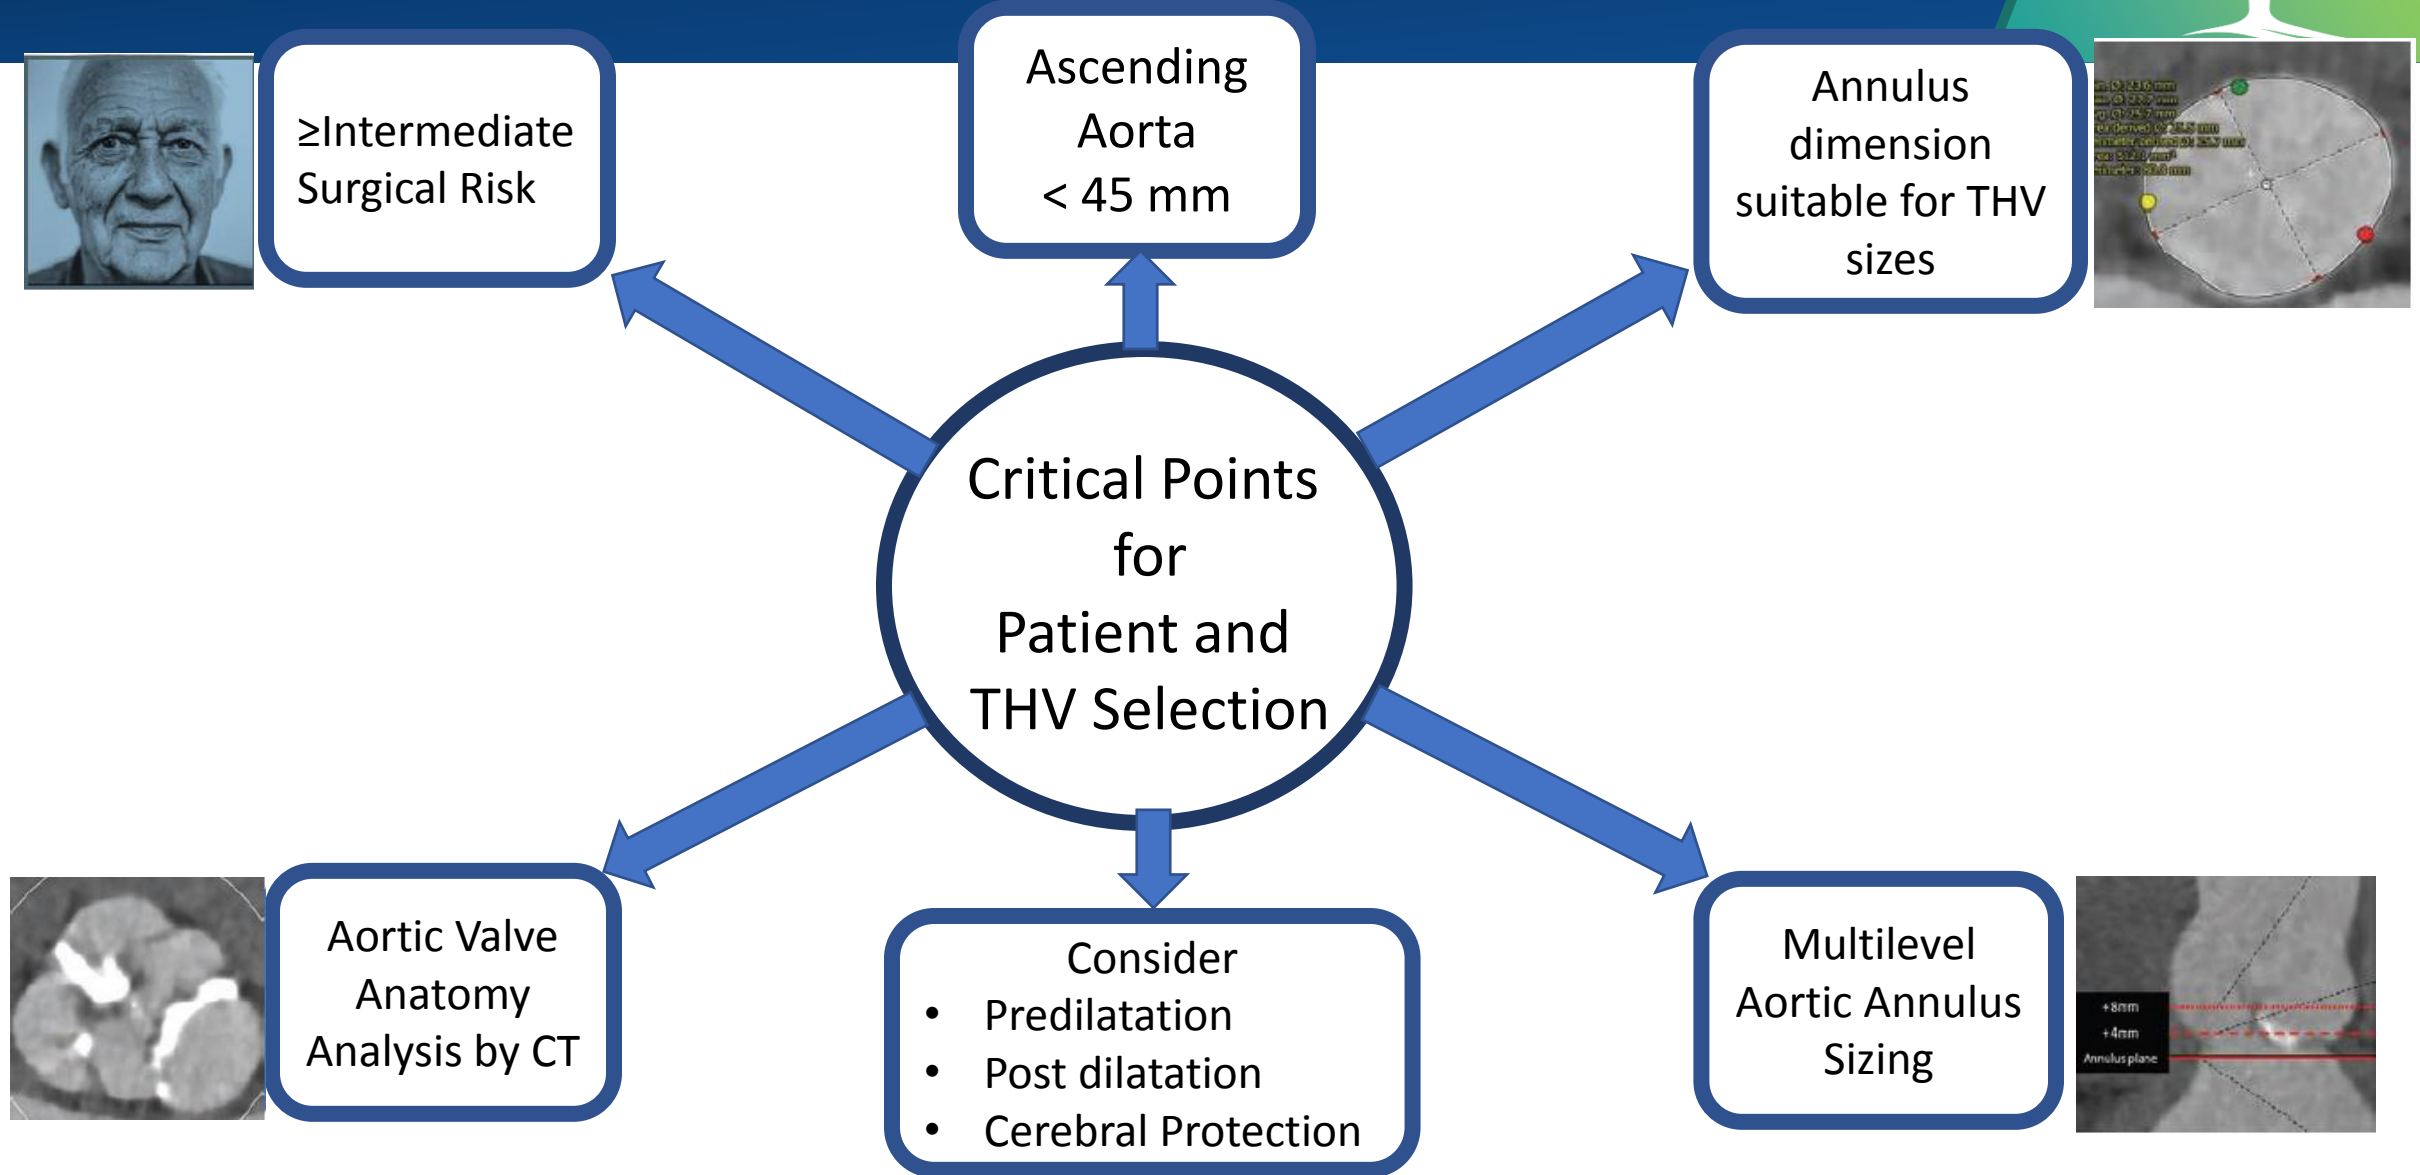 ≥Intermediate
Surgical Risk
Ascending
Aorta
< 45 mm
Annulus
dimension
suitable for THV
sizes
Critical Points
for
Patient and
THV Selection
Aortic Valve
Anatomy
Analysis by CT
Consider
• Predilatation
• Post dilatation
• Cerebral Protection
Multilevel
Aortic Annulus
Sizing
+8mm
+4mm
Annulus plane